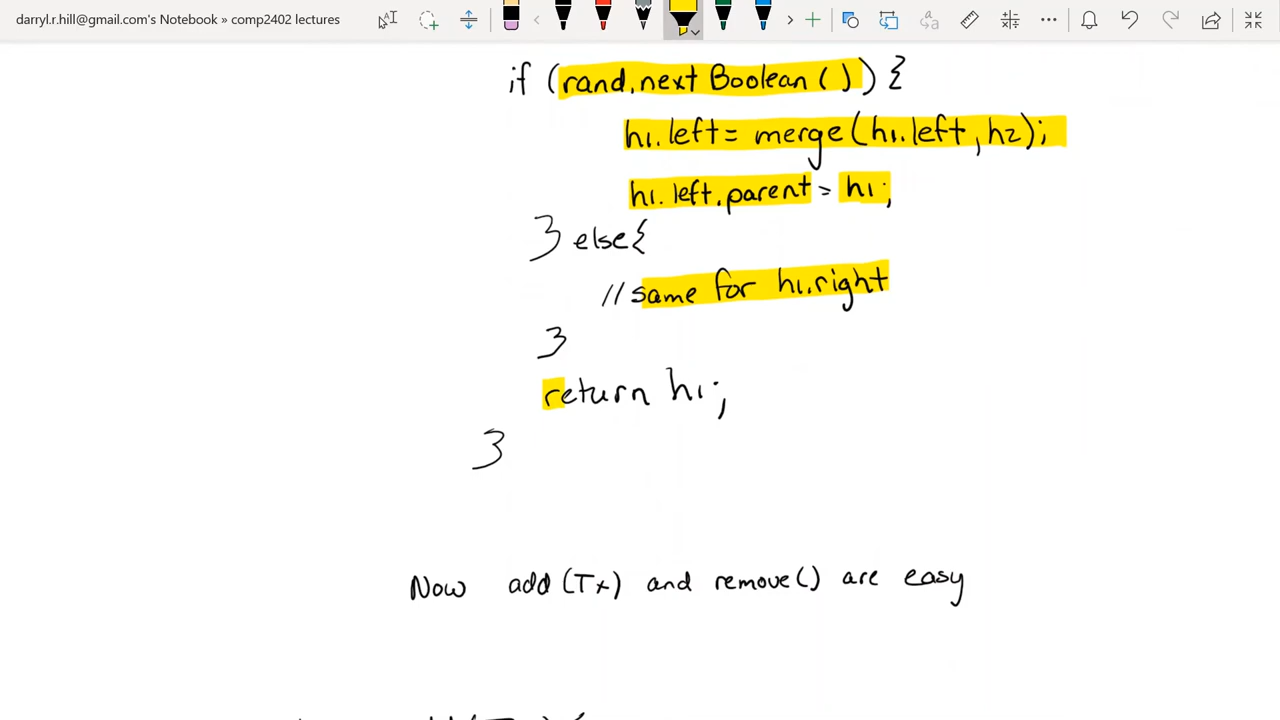 darryl.r.hill@gmail.com's Notebook » comp2402 lectures
if (rand.nextBoolean()) {
h1.left = merge(h1.left, h2);
h1.left.parent = h1;
} else {
// same for h1.right
}
return h1;
}
Now add(T x) and remove() are easy